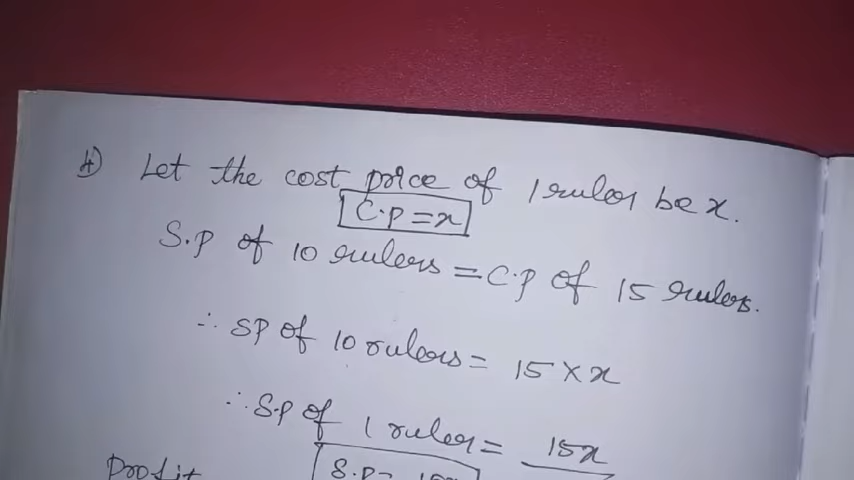 4) Let the cost price of 1 ruler be x.
C.P = x
S.P of 10 rulers = C.P of 15 rulers.
∴ SP of 10 rulers = 15 × x
∴ S.P of 1 ruler = 15x
S.P =
Profit